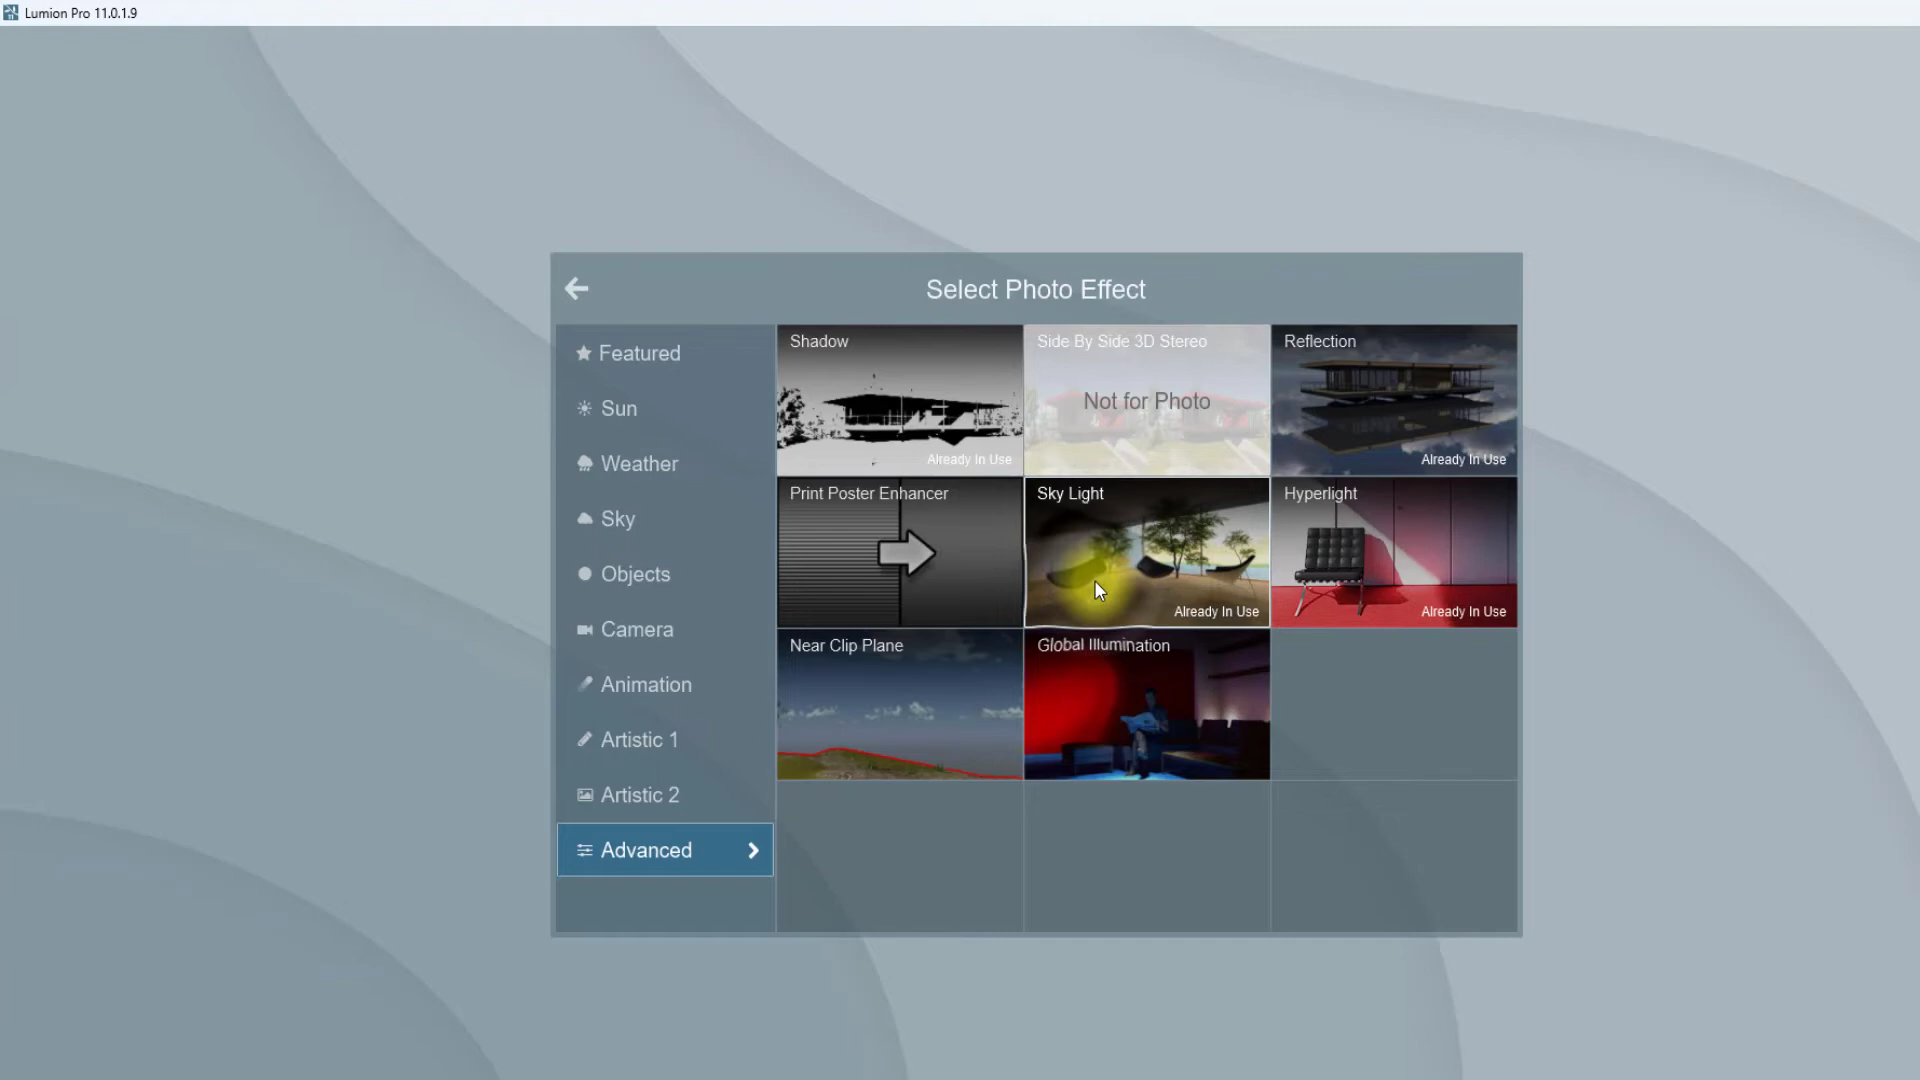 Lumion Pro 11.0.1.9
Select Photo Effect
Featured
Sun
Weather
Sky
Objects
Camera
Animation
Artistic 1
Artistic 2
Advanced
Shadow
Already In Use
Side By Side 3D Stereo
Not for Photo
Reflection
Already In Use
Print Poster Enhancer
Sky Light
Already In Use
Hyperlight
Already In Use
Near Clip Plane
Global Illumination